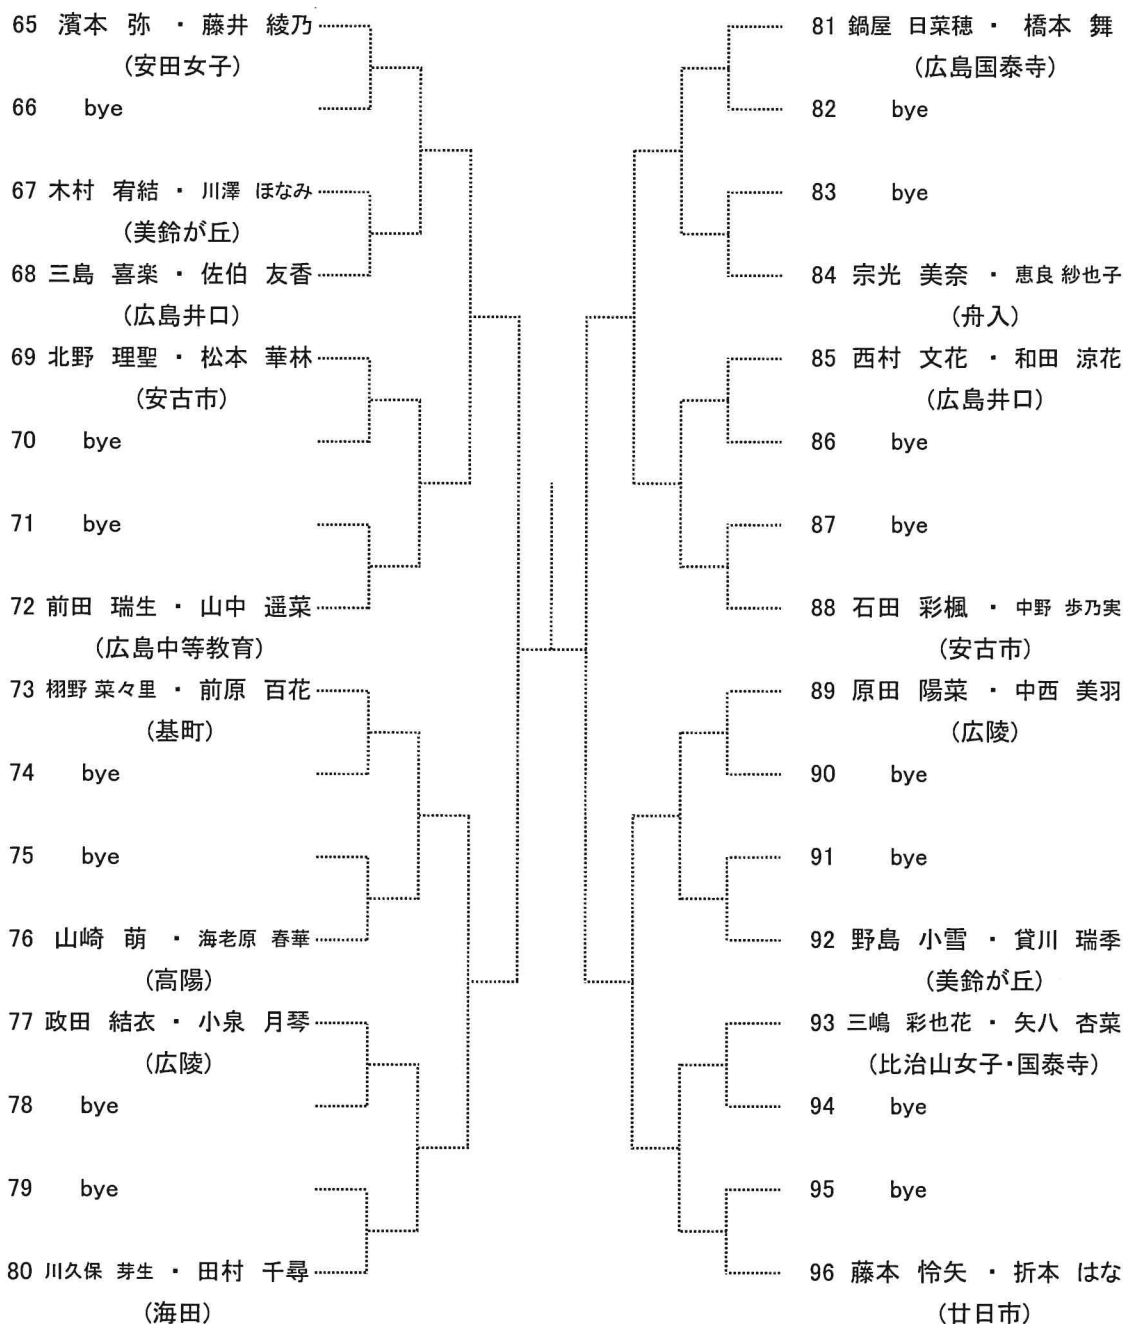 65 濱本 弥 ・ 藤井 綾乃
(安田女子)
66 bye
67 木村 宥結 ・ 川澤 ほなみ
(美鈴が丘)
68 三島 喜楽 ・ 佐伯 友香
(広島井口)
69 北野 理聖 ・ 松本 華林
(安古市)
70 bye
71 bye
72 前田 瑞生 ・ 山中 遥菜
(広島中等教育)
73 栩野 菜々里 ・ 前原 百花
(基町)
74 bye
75 bye
76 山崎 萌 ・ 海老原 春華
(高陽)
77 政田 結衣 ・ 小泉 月琴
(広陵)
78 bye
79 bye
80 川久保 芽生 ・ 田村 千尋
(海田)
81 鍋屋 日菜穂 ・ 橋本 舞
(広島国泰寺)
82 bye
83 bye
84 宗光 美奈 ・ 恵良 紗也子
(舟入)
85 西村 文花 ・ 和田 涼花
(広島井口)
86 bye
87 bye
88 石田 彩楓 ・ 中野 歩乃実
(安古市)
89 原田 陽菜 ・ 中西 美羽
(広陵)
90 bye
91 bye
92 野島 小雪 ・ 貸川 瑞季
(美鈴が丘)
93 三嶋 彩也花 ・ 矢八 杏菜
(比治山女子・国泰寺)
94 bye
95 bye
96 藤本 怜矢 ・ 折本 はな
(廿日市)